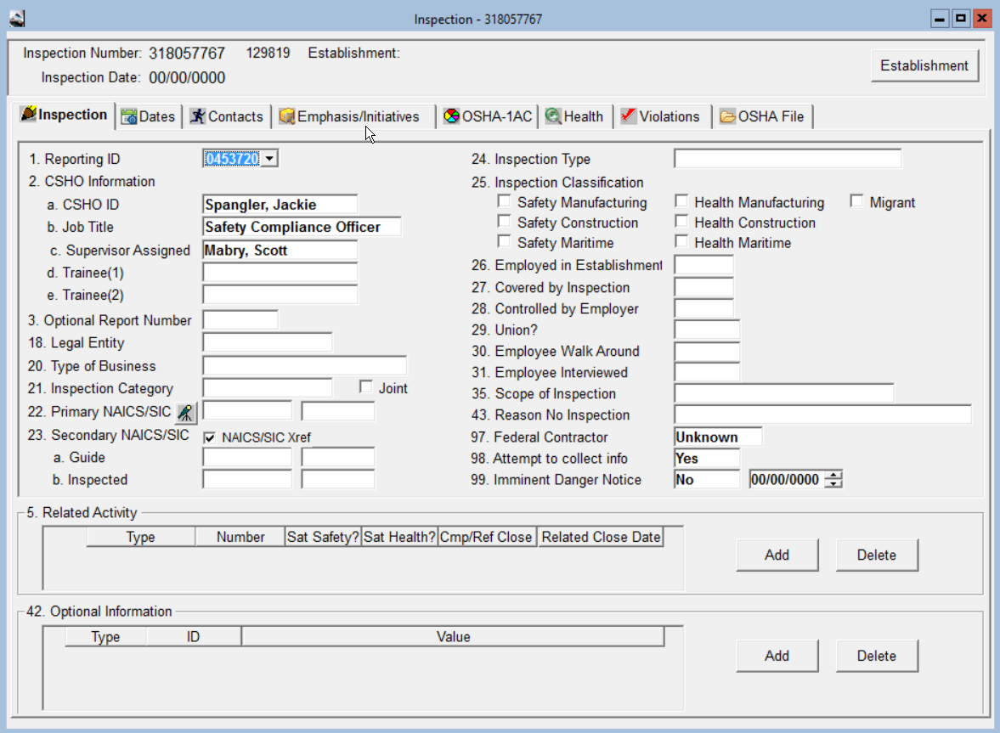 Inspection - 318057767
Inspection Number: 318057767 129819 Establishment:
Establishment
Inspection Date: 00/00/0000
Inspection Dates Contacts Emphasis/Initiatives OSHA-1AC Health Violations OSHA File
1. Reporting ID 0453720
2. CSHO Information
a. CSHO ID Spangler, Jackie
b. Job Title Safety Compliance Officer
c. Supervisor Assigned Mabry, Scott
d. Trainee(1)
e. Trainee(2)
3. Optional Report Number
18. Legal Entity
20. Type of Business
21. Inspection Category Joint
22. Primary NAICS/SIC
23. Secondary NAICS/SIC NAICS/SIC Xref
a. Guide
b. Inspected
24. Inspection Type
25. Inspection Classification
Safety Manufacturing Health Manufacturing Migrant
Safety Construction Health Construction
Safety Maritime Health Maritime
26. Employed in Establishment
27. Covered by Inspection
28. Controlled by Employer
29. Union?
30. Employee Walk Around
31. Employee Interviewed
35. Scope of Inspection
43. Reason No Inspection
97. Federal Contractor Unknown
98. Attempt to collect info Yes
99. Imminent Danger Notice No 00/00/0000
5. Related Activity
Type Number Sat Safety? Sat Health? Cmp/Ref Close Related Close Date
Add Delete
42. Optional Information
Type ID Value
Add Delete